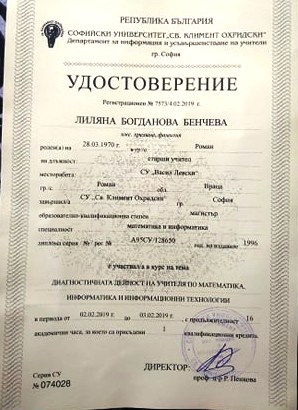 РЕПУБЛИКА БЪЛГАРИЯ
СОФИЙСКИ УНИВЕРСИТЕТ „СВ. КЛИМЕНТ ОХРИДСКИ"
Департамент за информация и усъвършенстване на учители
гр. София
УДОСТОВЕРЕНИЕ
Регистрационен № 7573/4.02.2019 г.
ЛИЛЯНА БОГДАНОВА БЕНЧЕВА
име, презиме, фамилия
роден(а) на 28.03.1970 г. в гр./с. Роман
на длъжност старши учител
месторабота: СУ „Васил Левски"
гр./с. Роман обл. Враца
завършил/а СУ „Св. Климент Охридски" гр. София
образователно-квалификационна степен магистър
специалност математика и информатика
диплома серия № / рег. № А95СУ/128650 год. на издаване 1996
е участвал/а в курс на тема
ДИАГНОСТИЧНАТА ДЕЙНОСТ НА УЧИТЕЛЯ ПО МАТЕМАТИКА,
ИНФОРМАТИКА И ИНФОРМАЦИОННИ ТЕХНОЛОГИИ
в периода от 02.02.2019 до 03.02.2019 г. с продължителност 16
академични часа, за което са присъдени 1 квалификационни кредита.
Серия СУ
№ 074028
ДИРЕКТОР:
проф. д-р Р. Пенкова